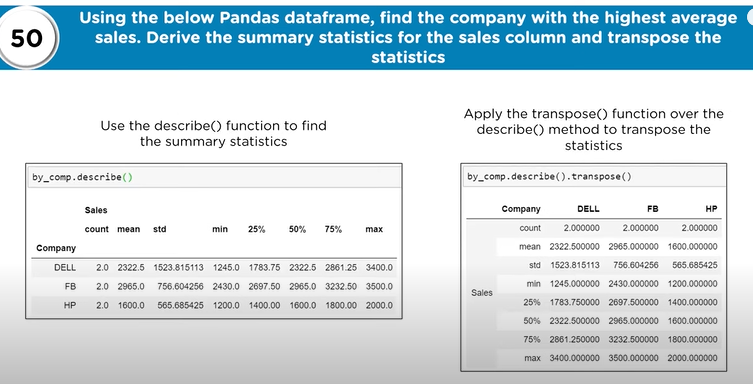 50
Using the below Pandas dataframe, find the company with the highest average
sales. Derive the summary statistics for the sales column and transpose the
statistics
Use the describe() function to find
the summary statistics
by_comp.describe()
Sales
count mean std min 25% 50% 75% max
Company
DELL 2.0 2322.5 1523.815113 1245.0 1783.75 2322.5 2861.25 3400.0
FB 2.0 2965.0 756.604256 2430.0 2697.50 2965.0 3232.50 3500.0
HP 2.0 1600.0 565.685425 1200.0 1400.00 1600.0 1800.00 2000.0
Apply the transpose() function over the
describe() method to transpose the
statistics
by_comp.describe().transpose()
Company DELL FB HP
count 2.000000 2.000000 2.000000
mean 2322.500000 2965.000000 1600.000000
std 1523.815113 756.604256 565.685425
min 1245.000000 2430.000000 1200.000000
Sales
25% 1783.750000 2697.500000 1400.000000
50% 2322.500000 2965.000000 1600.000000
75% 2861.250000 3232.500000 1800.000000
max 3400.000000 3500.000000 2000.000000